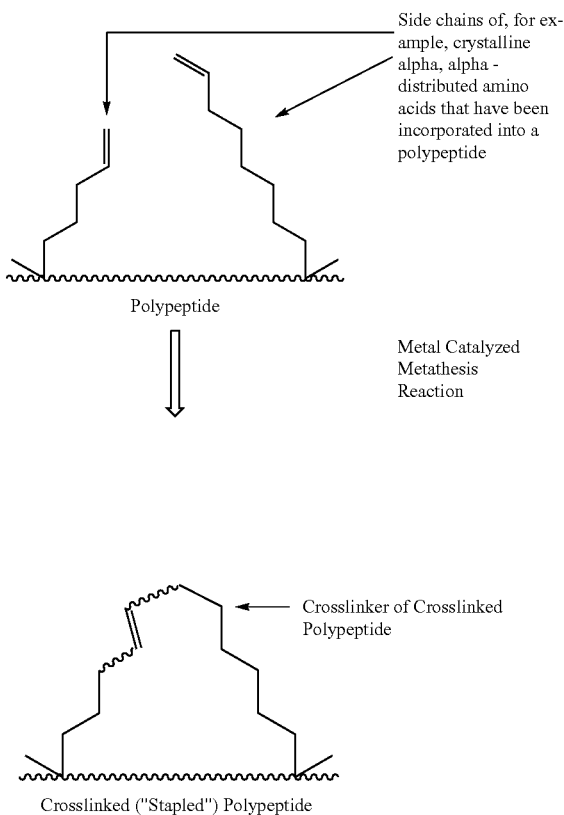 Side chains of, for ex-
ample, crystalline
alpha, alpha -
distributed amino
acids that have been
incorporated into a
polypeptide
Polypeptide
Metal Catalyzed
Metathesis
Reaction
Crosslinker of Crosslinked
Polypeptide
Crosslinked ("Stapled") Polypeptide